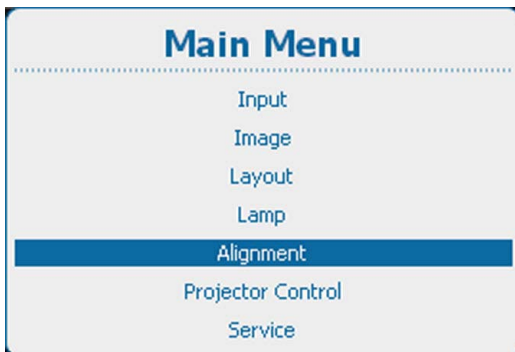 Main Menu
Input
Image
Layout
Lamp
Alignment
Projector Control
Service